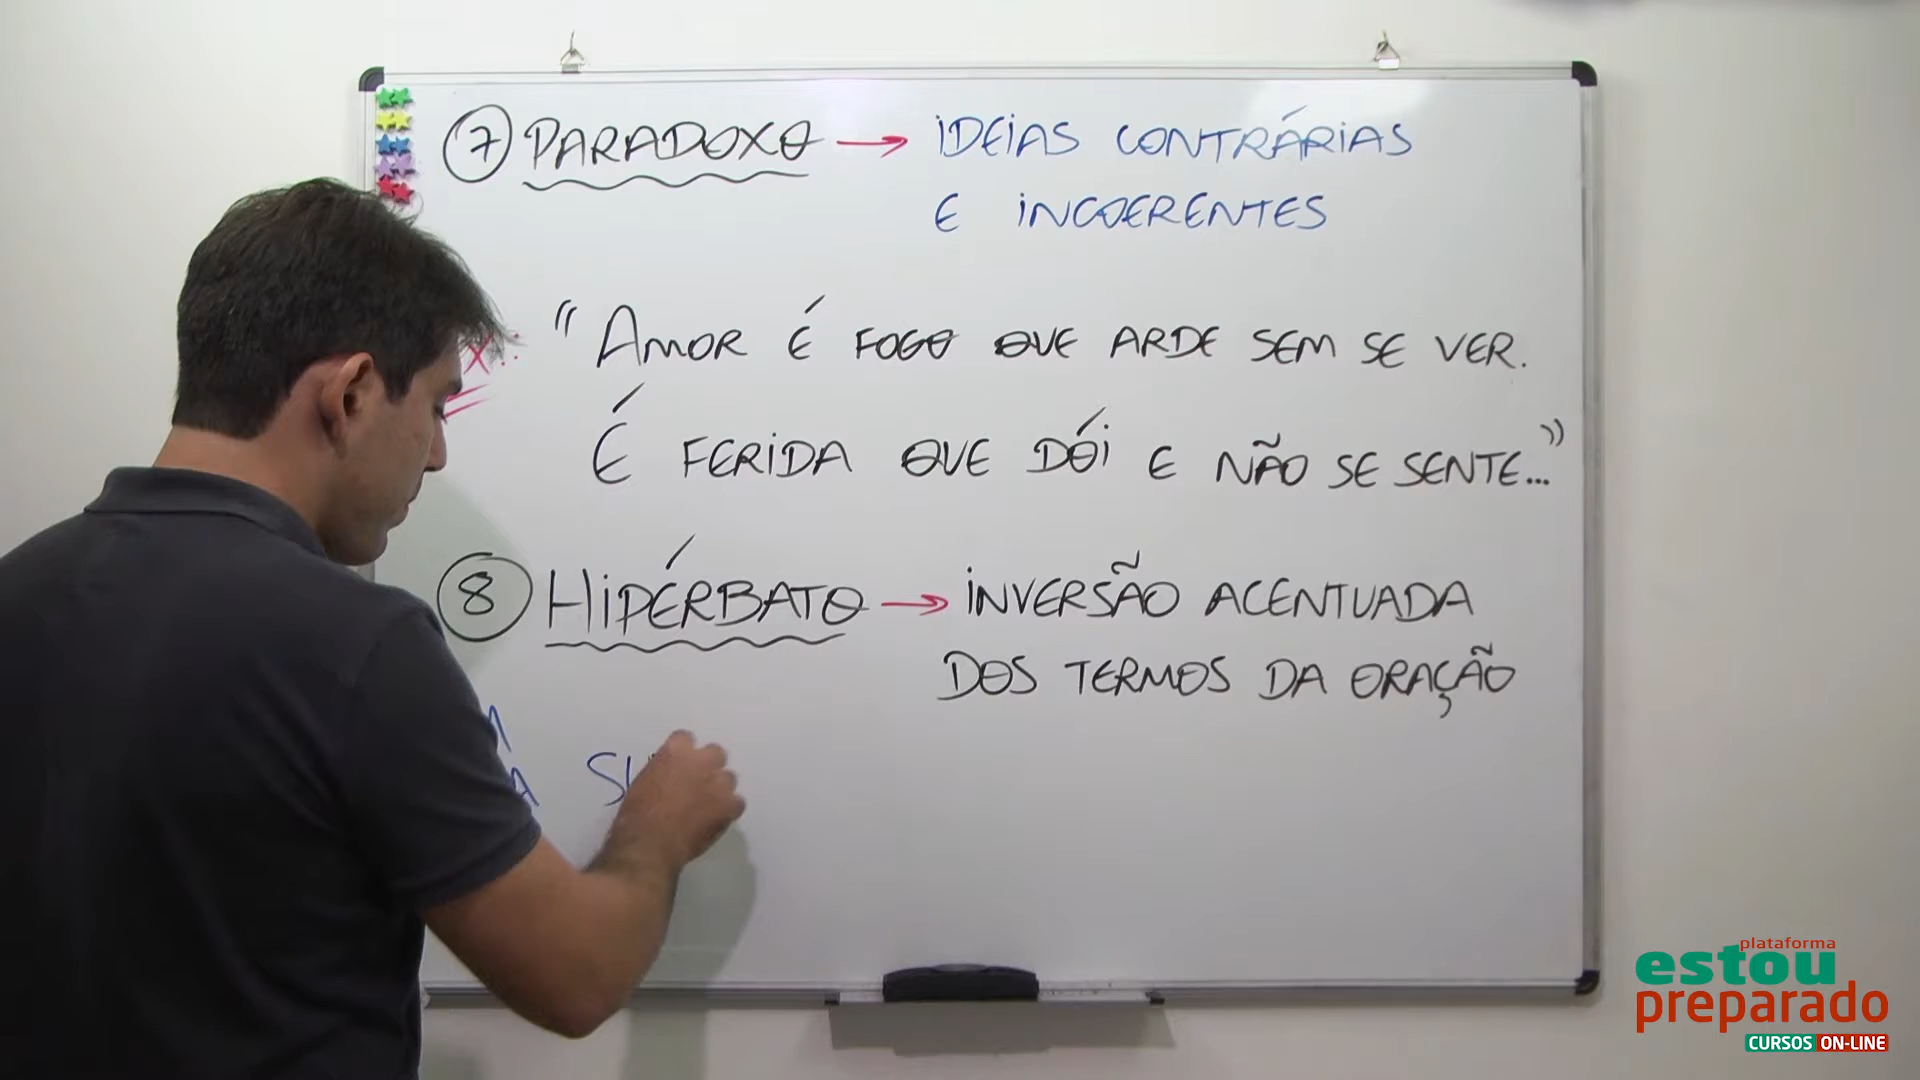 7 PARADOXO → IDEIAS CONTRÁRIAS
E INCOERENTES
"AMOR É FOGO QUE ARDE SEM SE VER.
É FERIDA QUE DÓI E NÃO SE SENTE..."
8 HIPÉRBATO → INVERSÃO ACENTUADA
DOS TERMOS DA ORAÇÃO
plataforma
estou
preparado
CURSOS ON-LINE